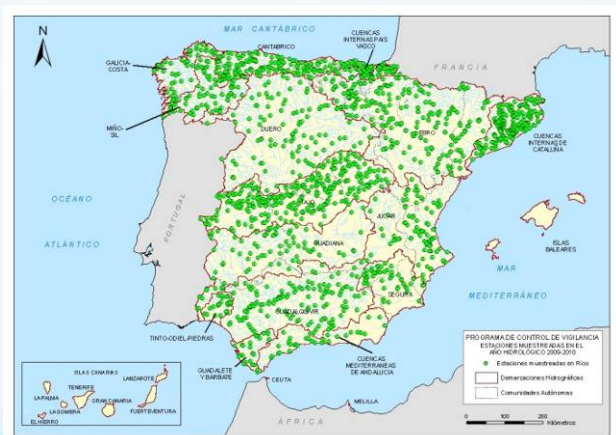 MAR CANTÁBRICO
N
CANTÁBRICO
CUENCAS
INTERNAS PAIS
VASCO
GALICIA-
COSTA
FRANCIA
MIÑO-
SIL
DUERO
EBRO
CUENCAS
INTERNAS DE
CATALUÑA
OCÉANO
ATLÁNTICO
PORTUGAL
TAJO
JUCAR
GUADIANA
ISLAS
BALEARES
MAR
MEDITERRÁNEO
SEGURA
GUADALQUIVIR
TINTO-ODIEL-PIEDRAS
GUADALETE
Y BARBATE
CUENCAS
MEDITERRANEAS
DE ANDALUCIA
CEUTA
MELILLA
ÁFRICA
ISLAS CANARIAS
LANZAROTE
LA PALMA
TENERIFE
LA GOMERA
GRAN CANARIA
EL HIERRO
FUERTEVENTURA
PROGRAMA DE CONTROL DE VIGILANCIA
ESTACIONES MUESTREADAS EN EL
AÑO HIDROLÓGICO 2009-2010
Estaciones muestreadas en Ríos
Demarcaciones Hidrográficas
Comunidades Autónomas
0 100 200
Kilómetros